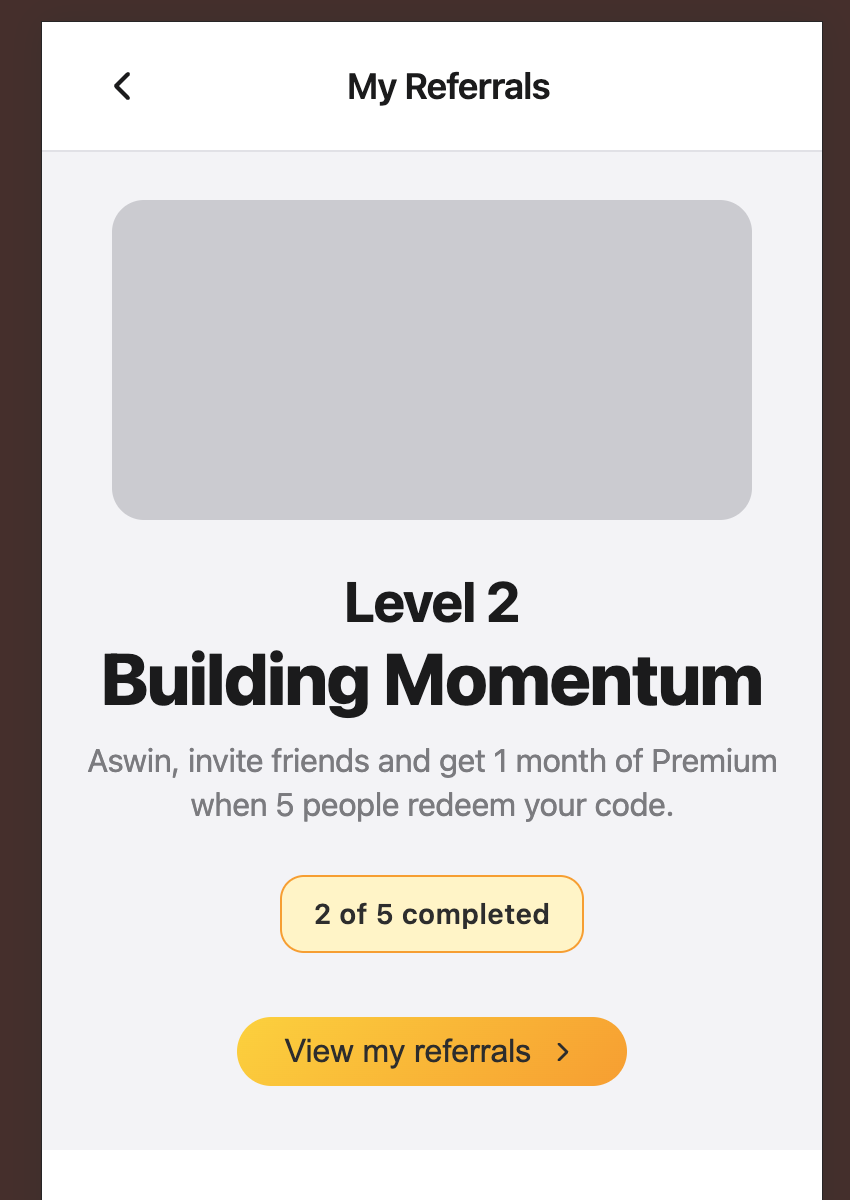 My Referrals
Level 2
Building Momentum
Aswin, invite friends and get 1 month of Premium
when 5 people redeem your code.
2 of 5 completed
View my referrals